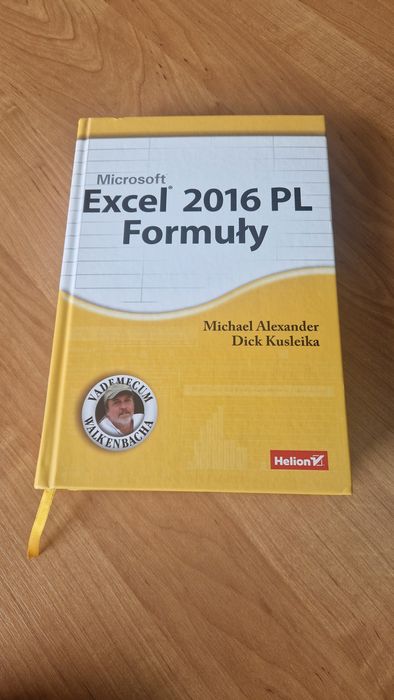 Microsoft
Excel® 2016 PL
Formuły
Michael Alexander
Dick Kusleika
VADEMECUM
WALKENBACHA
Helion